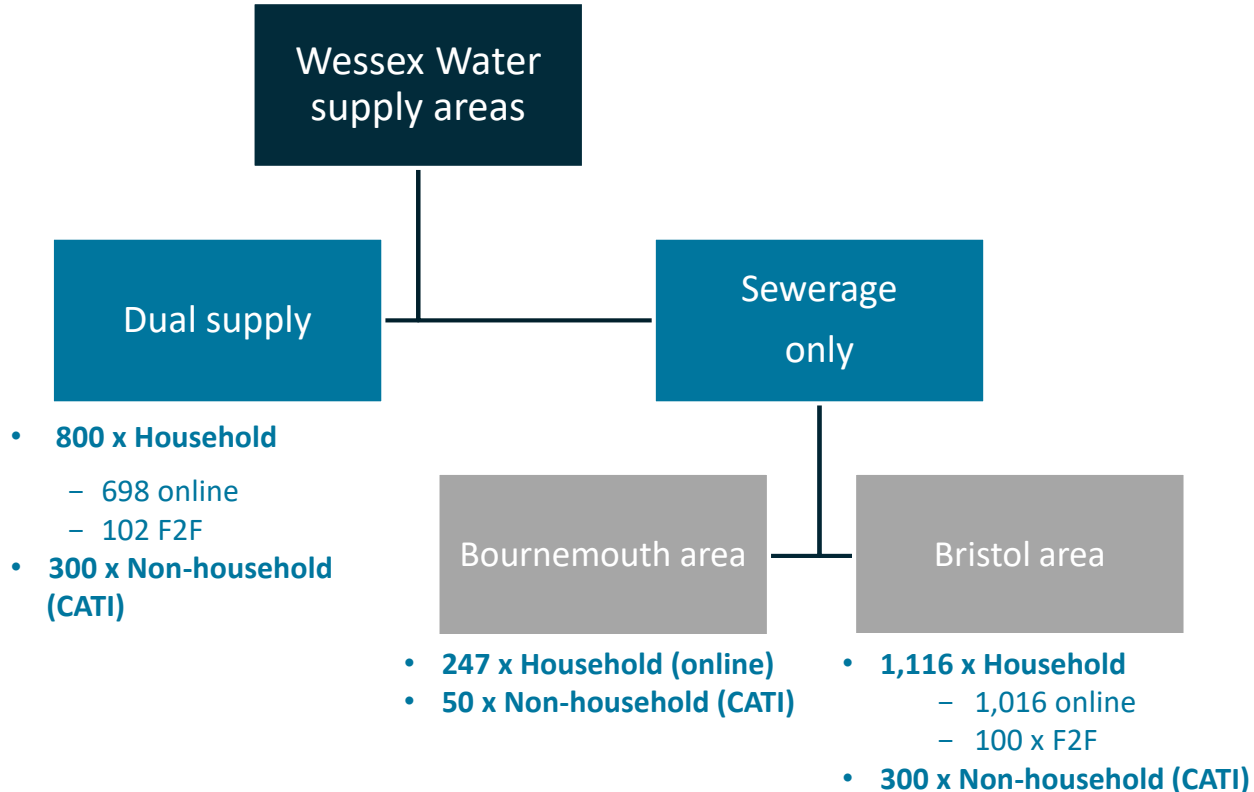 Wessex Water
supply areas
Dual supply
Sewerage
only
• 800 x Household
– 698 online
– 102 F2F
• 300 x Non-household
(CATI)
Bournemouth area
Bristol area
• 247 x Household (online)
• 50 x Non-household (CATI)
• 1,116 x Household
– 1,016 online
– 100 x F2F
• 300 x Non-household (CATI)